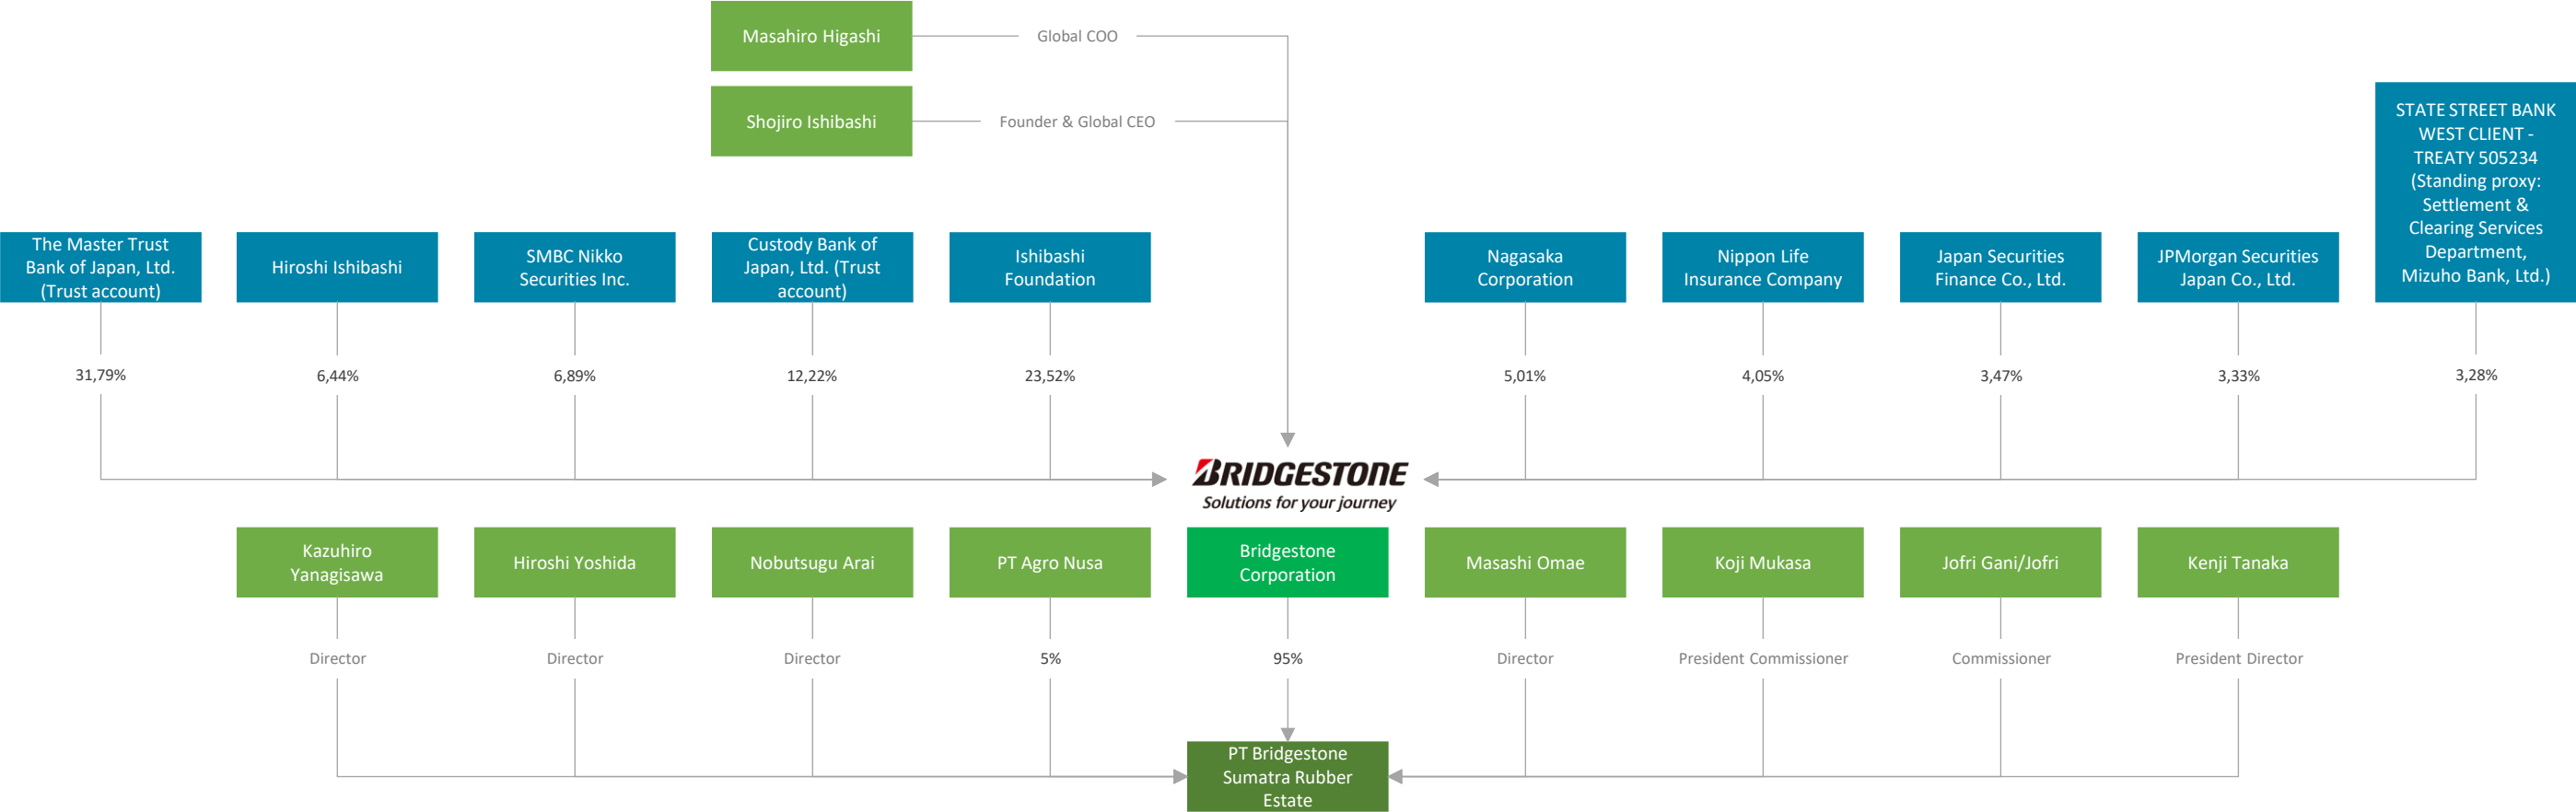 Masahiro Higashi
Global COO
Shojiro Ishibashi
Founder & Global CEO
The Master Trust
Bank of Japan, Ltd.
(Trust account)
Hiroshi Ishibashi
SMBC Nikko
Securities Inc.
Custody Bank of
Japan, Ltd. (Trust
account)
Ishibashi
Foundation
Nagasaka
Corporation
Nippon Life
Insurance Company
Japan Securities
Finance Co., Ltd.
JPMorgan Securities
Japan Co., Ltd.
STATE STREET BANK
WEST CLIENT -
TREATY 505234
(Standing proxy:
Settlement &
Clearing Services
Department,
Mizuho Bank, Ltd.)
31,79%
6,44%
6,89%
12,22%
23,52%
5,01%
4,05%
3,47%
3,33%
3,28%
BRIDGESTONE
Solutions for your journey
Kazuhiro
Yanagisawa
Hiroshi Yoshida
Nobutsugu Arai
PT Agro Nusa
Bridgestone
Corporation
Masashi Omae
Koji Mukasa
Jofri Gani/Jofri
Kenji Tanaka
Director
Director
Director
5%
95%
Director
President Commissioner
Commissioner
President Director
PT Bridgestone
Sumatra Rubber
Estate